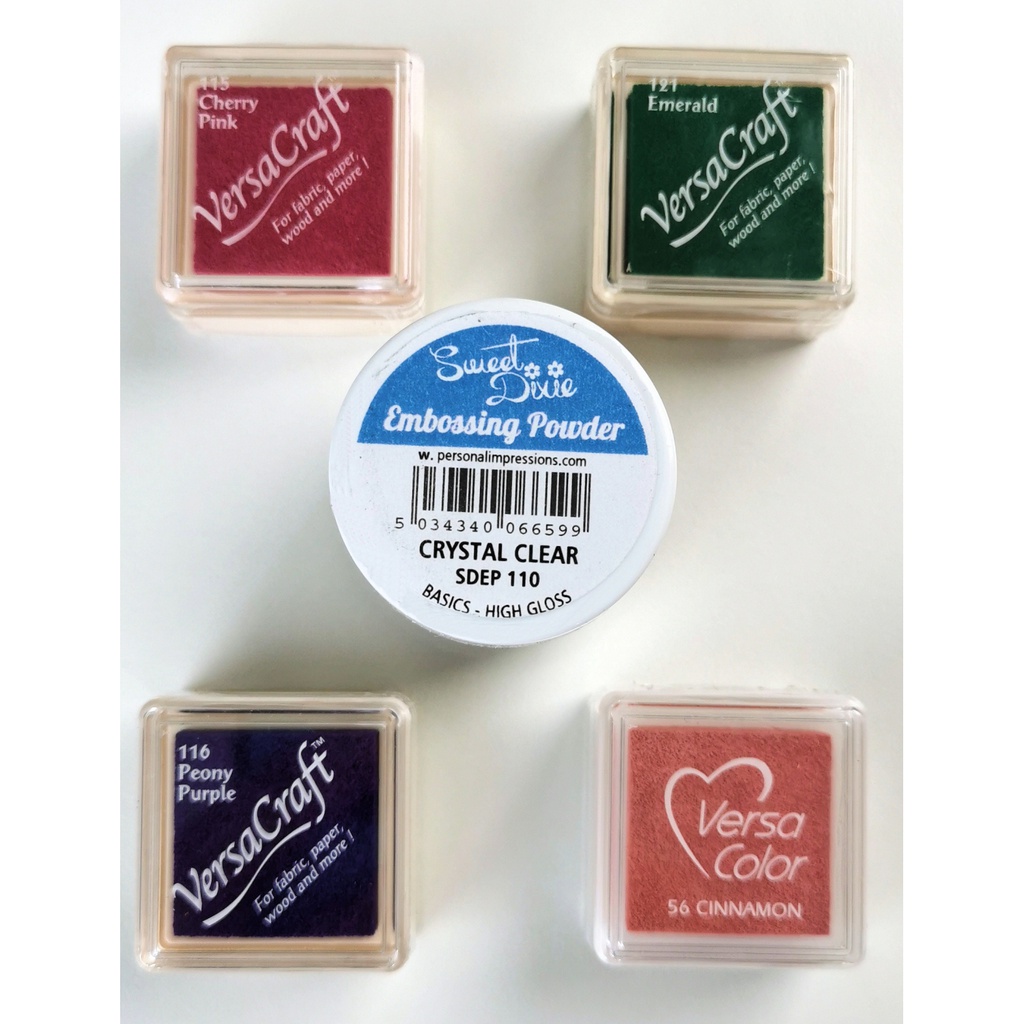 115
Cherry
Pink
VersaCraft
For fabric, paper,
wood and more !
121
Emerald
VersaCraft
For fabric, paper,
wood and more !
Sweet
Dixie
Embossing Powder
w. personalimpressions.com
5 034340 066599
CRYSTAL CLEAR
SDEP 110
BASICS - HIGH GLOSS
116
Peony
Purple
VersaCraft™
For fabric, paper,
wood and more !
Versa
Color
56 CINNAMON